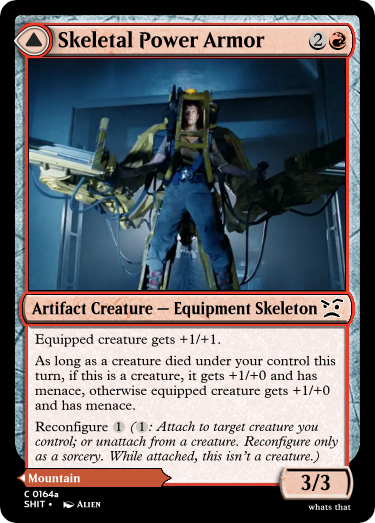 Skeletal Power Armor 2
Artifact Creature — Equipment Skeleton
Equipped creature gets +1/+1.
As long as a creature died under your control this
turn, if this is a creature, it gets +1/+0 and has
menace, otherwise equipped creature gets +1/+0
and has menace.
Reconfigure 1 (1: Attach to target creature you
control; or unattach from a creature. Reconfigure only
as a sorcery. While attached, this isn't a creature.)
Mountain
3/3
C 0164a
SHIT • Alien
whats that